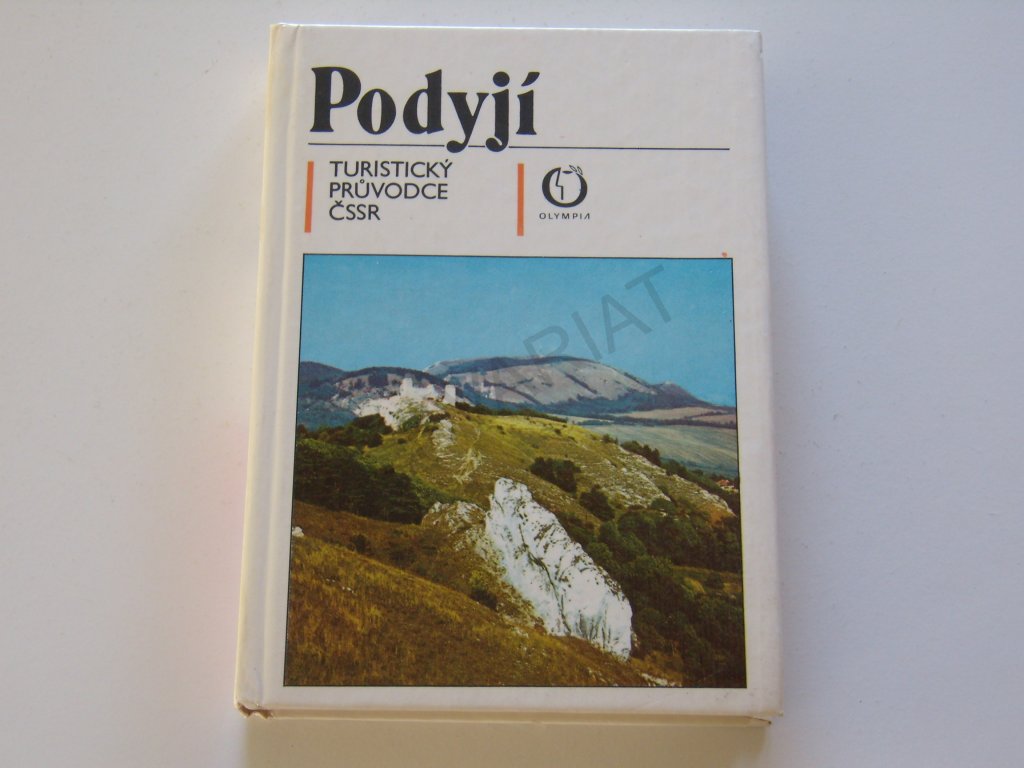 Podyjí
TURISTICKÝ
PRŮVODCE
ČSSR
OLYMPIA